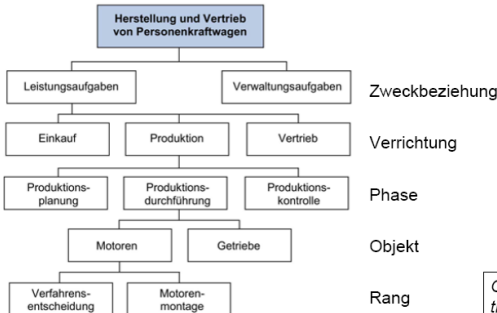 Herstellung und Vertrieb
von Personenkraftwagen
Leistungsaufgaben
Verwaltungsaufgaben
Zweckbeziehung
Einkauf
Produktion
Vertrieb
Verrichtung
Produktions-
planung
Produktions-
durchführung
Produktions-
kontrolle
Phase
Motoren
Getriebe
Objekt
Verfahrens-
entscheidung
Motoren-
montage
Rang